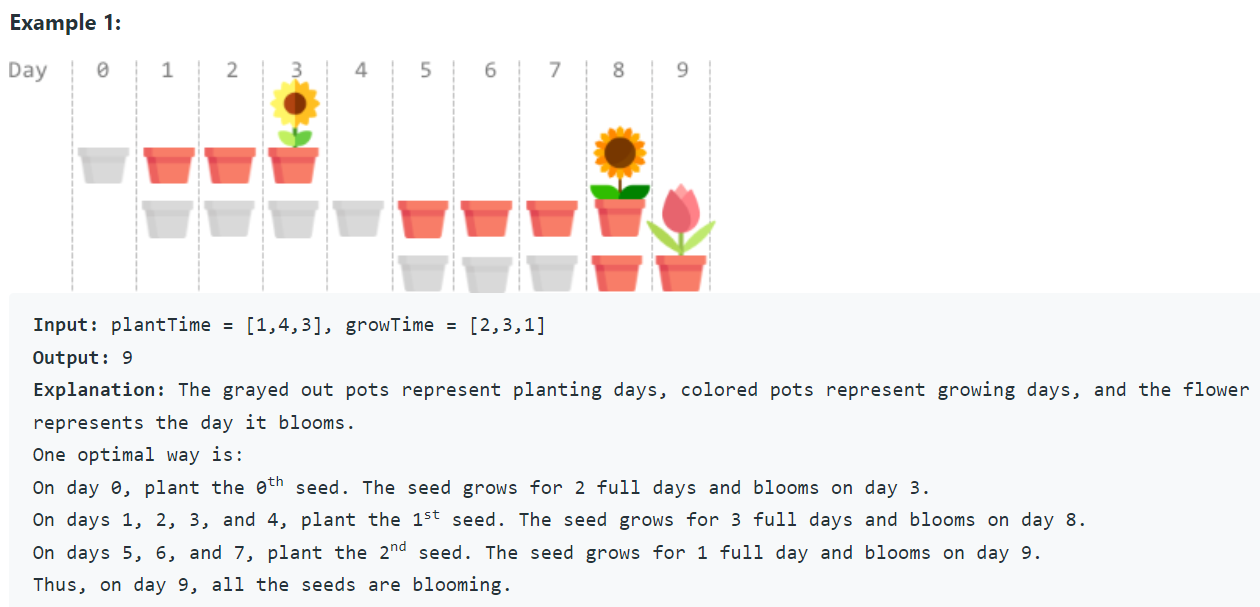 Example 1:
Day 0 1 2 3 4 5 6 7 8 9
Input: plantTime = [1,4,3], growTime = [2,3,1]
Output: 9
Explanation: The grayed out pots represent planting days, colored pots represent growing days, and the flower
represents the day it blooms.
One optimal way is:
On day 0, plant the 0th seed. The seed grows for 2 full days and blooms on day 3.
On days 1, 2, 3, and 4, plant the 1st seed. The seed grows for 3 full days and blooms on day 8.
On days 5, 6, and 7, plant the 2nd seed. The seed grows for 1 full day and blooms on day 9.
Thus, on day 9, all the seeds are blooming.